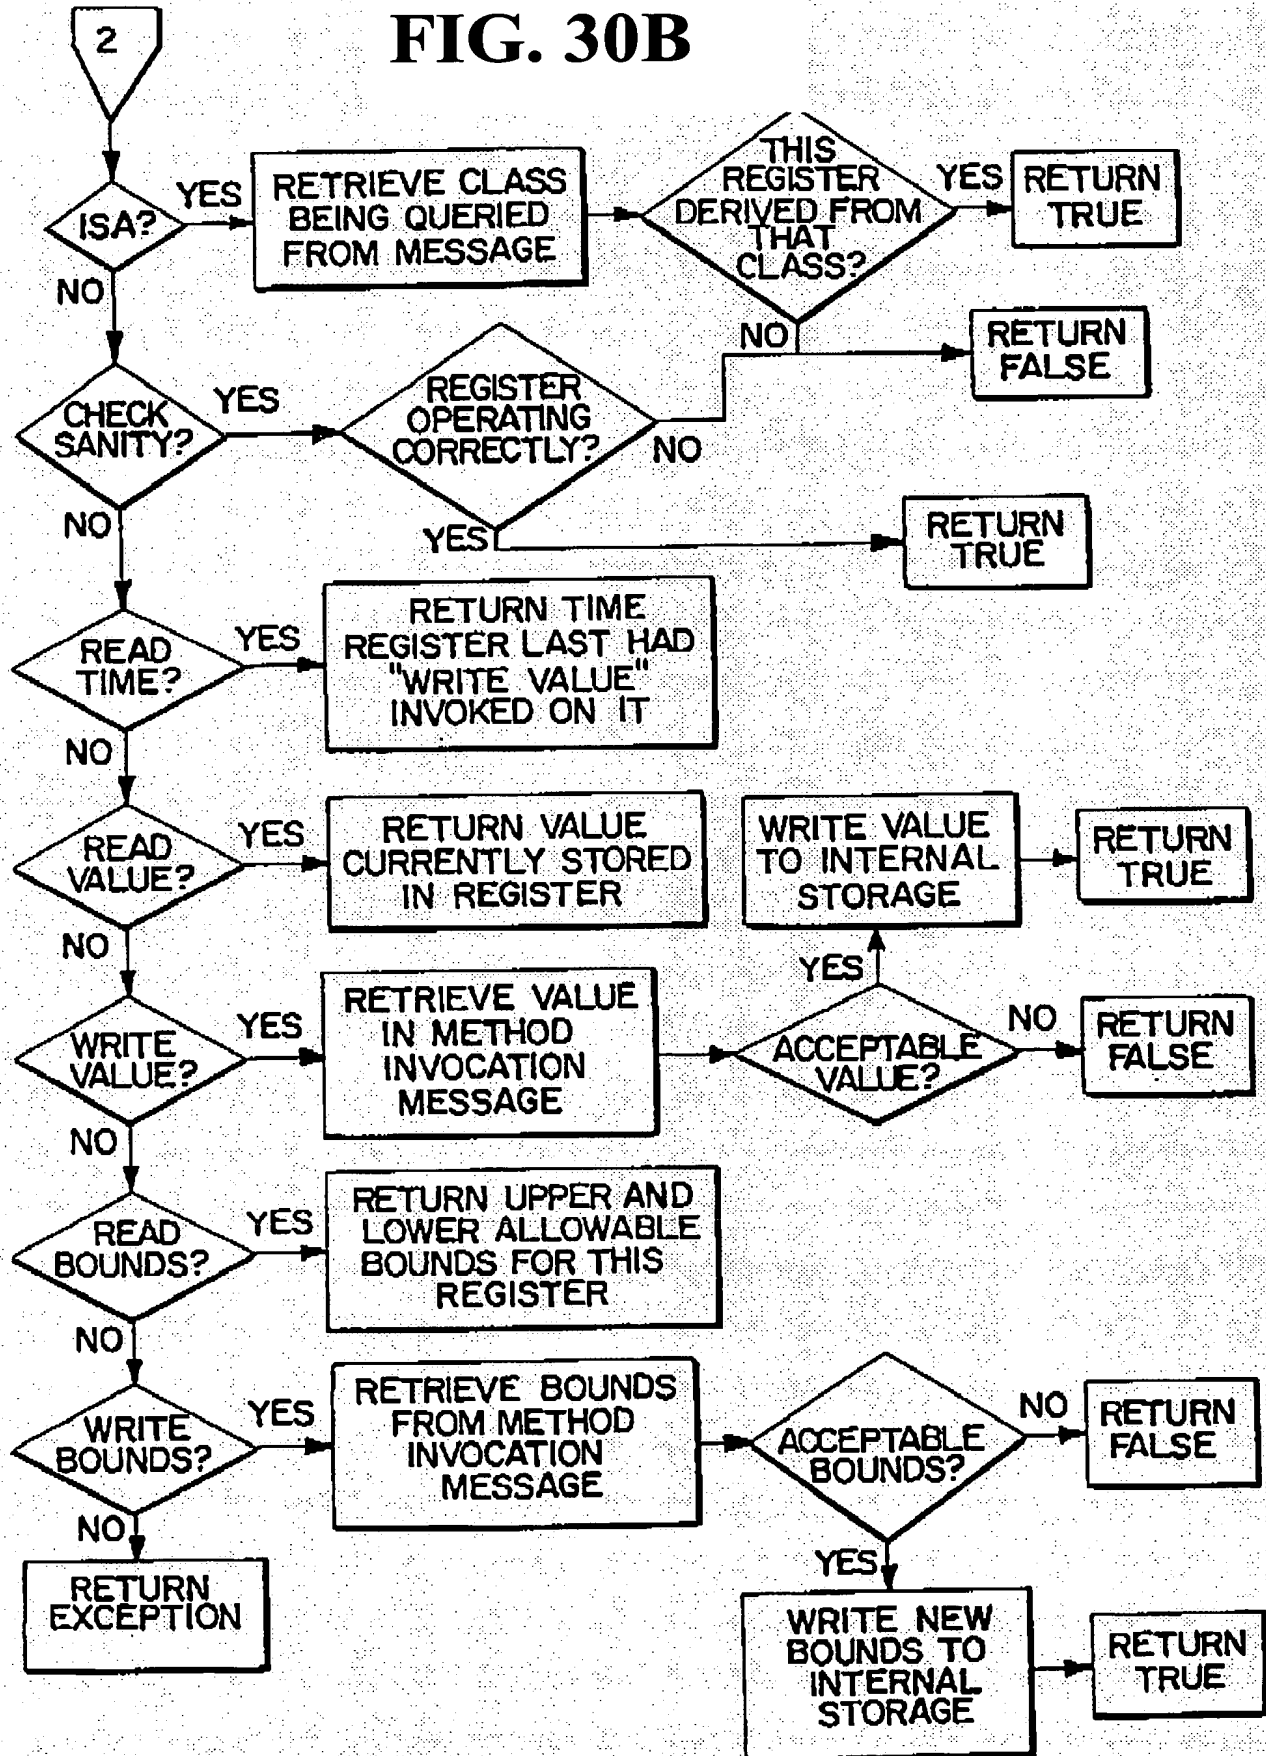 FIG. 30B
2
ISA?
YES
RETRIEVE CLASS
BEING QUERIED
FROM MESSAGE
THIS
REGISTER
DERIVED FROM
THAT
CLASS?
YES
RETURN
TRUE
NO
NO
RETURN
FALSE
CHECK
SANITY?
YES
REGISTER
OPERATING
CORRECTLY?
NO
YES
RETURN
TRUE
NO
READ
TIME?
YES
RETURN TIME
REGISTER LAST HAD
"WRITE VALUE"
INVOKED ON IT
NO
READ
VALUE?
YES
RETURN VALUE
CURRENTLY STORED
IN REGISTER
WRITE VALUE
TO INTERNAL
STORAGE
RETURN
TRUE
NO
YES
WRITE
VALUE?
YES
RETRIEVE VALUE
IN METHOD
INVOCATION
MESSAGE
ACCEPTABLE
VALUE?
NO
RETURN
FALSE
NO
READ
BOUNDS?
YES
RETURN UPPER AND
LOWER ALLOWABLE
BOUNDS FOR THIS
REGISTER
NO
WRITE
BOUNDS?
YES
RETRIEVE BOUNDS
FROM METHOD
INVOCATION
MESSAGE
ACCEPTABLE
BOUNDS?
NO
RETURN
FALSE
NO
RETURN
EXCEPTION
YES
WRITE NEW
BOUNDS TO
INTERNAL
STORAGE
RETURN
TRUE